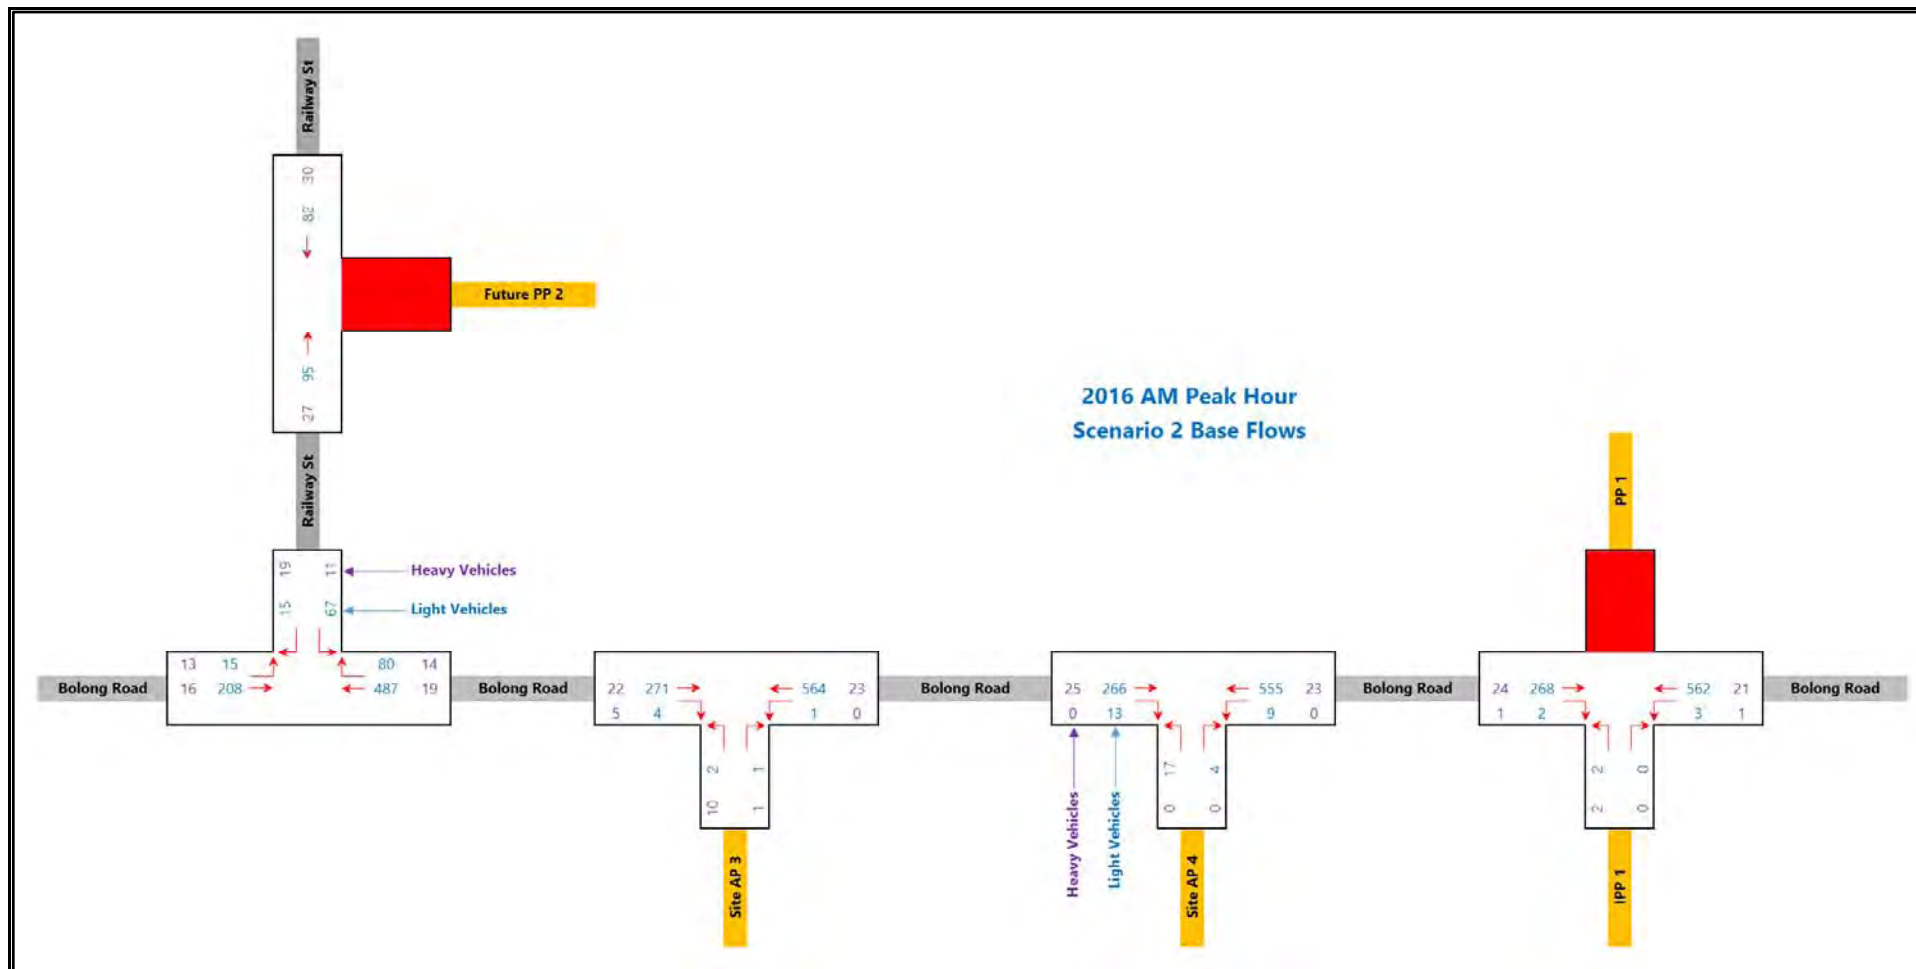 Railway St
30
82
Future PP 2
95
27
2016 AM Peak Hour
Scenario 2 Base Flows
Railway St
PP 1
19 11 Heavy Vehicles
15 67 Light Vehicles
Bolong Road 13 15 80 14
16 208 487 19
Bolong Road 22 271 564 23
5 4 1 0
Bolong Road 25 266 555 23
0 13 9 0
Bolong Road 24 268 562 21
1 2 3 1
Bolong Road
2 1
10 1
17 4
0 0
2 0
2 0
Heavy Vehicles
Light Vehicles
Site AP 3
Site AP 4
IPP 1